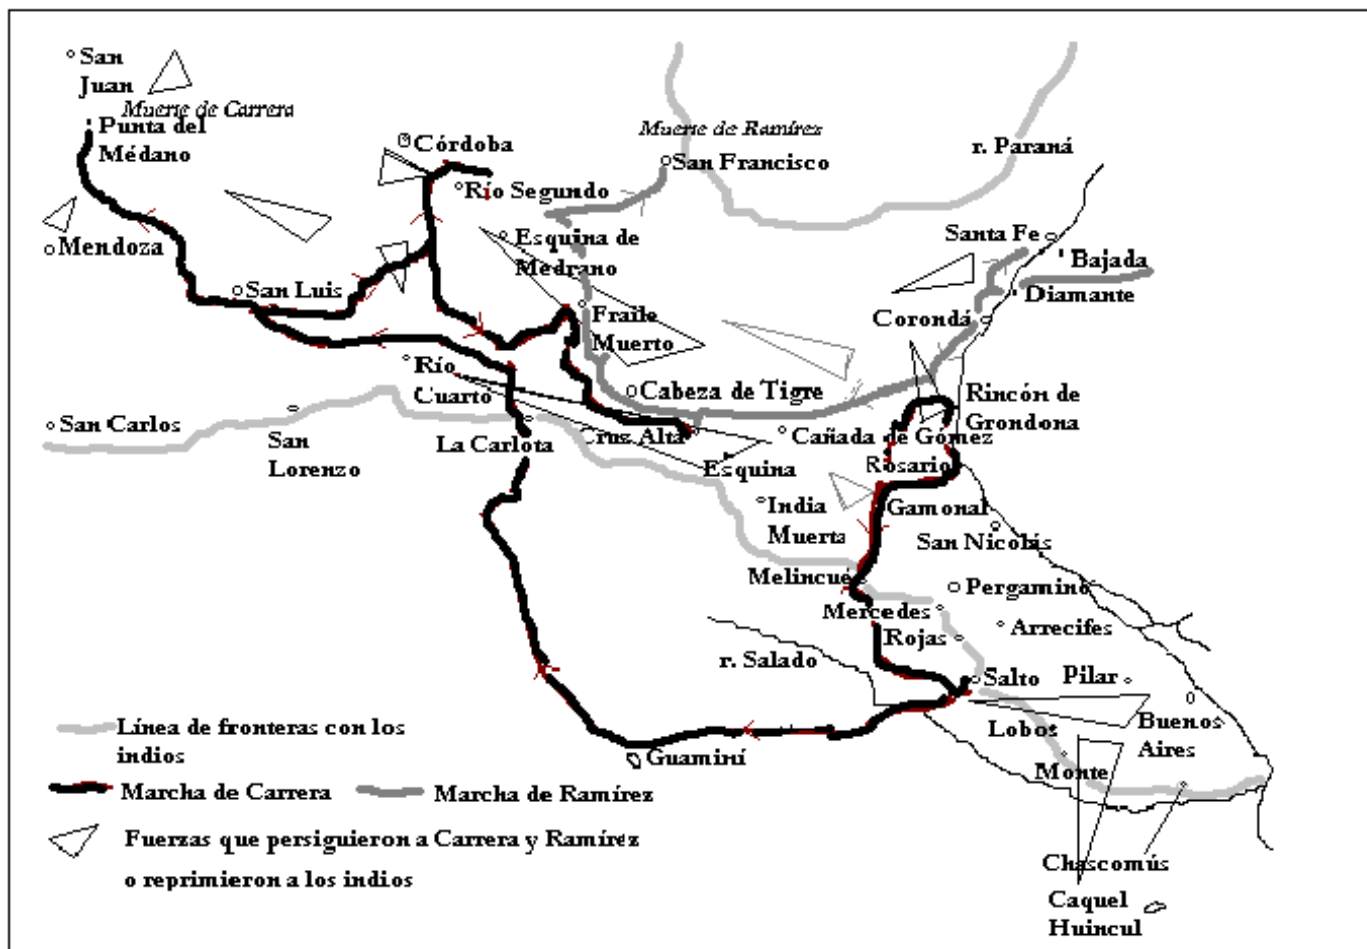 San
Juan
Muerte de Carrera
Punta del
Médano
Córdoba
Muerte de Ramírez
San Francisco
r. Paraná
Río Segundo
Mendoza
Esquina de
Medrano
Santa Fe
Bajada
San Luis
Diamante
Fraile
Muerto
Corondá
Río
Cuarto
Cabeza de Tigre
Rincón de
Grondona
San Carlos
San
Lorenzo
La Carlota
Crus Alta
Cañada de Gómez
Esquina
Rosario
India
Muerta
Gamonal
San Nicolás
Melincué
Pergamino
Mercedes
Arrecifes
Rojas
r. Salado
Salto
Pilar
Lobos
Buenos
Aires
Guaminí
Monte
Línea de fronteras con los
indios
Marcha de Carrera
Marcha de Ramírez
Fuerzas que persiguieron a Carrera y Ramírez
o reprimieron a los indios
Chascomús
Caquel
Huincul